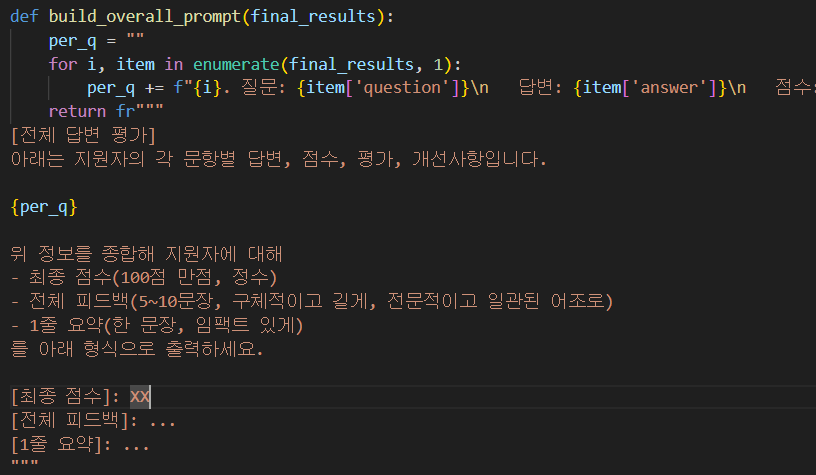 def build_overall_prompt(final_results):
    per_q = ""
    for i, item in enumerate(final_results, 1):
        per_q += f"{i}. 질문: {item['question']}\n   답변: {item['answer']}\n   점수:
    return fr"""
[전체 답변 평가]
아래는 지원자의 각 문항별 답변, 점수, 평가, 개선사항입니다.

{per_q}

위 정보를 종합해 지원자에 대해
- 최종 점수(100점 만점, 정수)
- 전체 피드백(5~10문장, 구체적이고 길게, 전문적이고 일관된 어조로)
- 1줄 요약(한 문장, 임팩트 있게)
를 아래 형식으로 출력하세요.

[최종 점수]: XX
[전체 피드백]: ...
[1줄 요약]: ...
"""